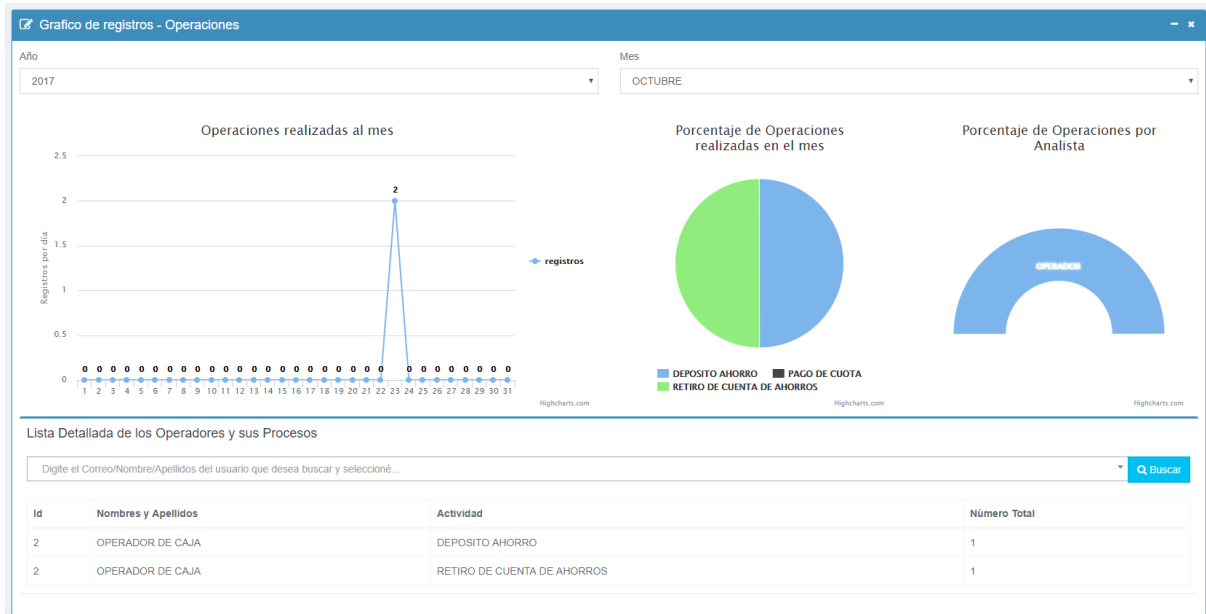 Grafico de registros - Operaciones
Año
Mes
2017
OCTUBRE
Operaciones realizadas al mes
2.5
2
1.5
1
0.5
0
Registros por día
2
0 0 0 0 0 0 0 0 0 0 0 0 0 0 0 0 0 0 0 0 0 0 0 0 0 0 0 0 0 0
1 2 3 4 5 6 7 8 9 10 11 12 13 14 15 16 17 18 19 20 21 22 23 24 25 26 27 28 29 30 31
registros
Highcharts.com
Porcentaje de Operaciones
realizadas en el mes
DEPOSITO AHORRO PAGO DE CUOTA
RETIRO DE CUENTA DE AHORROS
Highcharts.com
Porcentaje de Operaciones por
Analista
OPERADOR
Highcharts.com
Lista Detallada de los Operadores y sus Procesos
Digite el Correo/Nombre/Apellidos del usuario que desea buscar y seleccioné...
Buscar
Id Nombres y Apellidos Actividad Número Total
2 OPERADOR DE CAJA DEPOSITO AHORRO 1
2 OPERADOR DE CAJA RETIRO DE CUENTA DE AHORROS 1